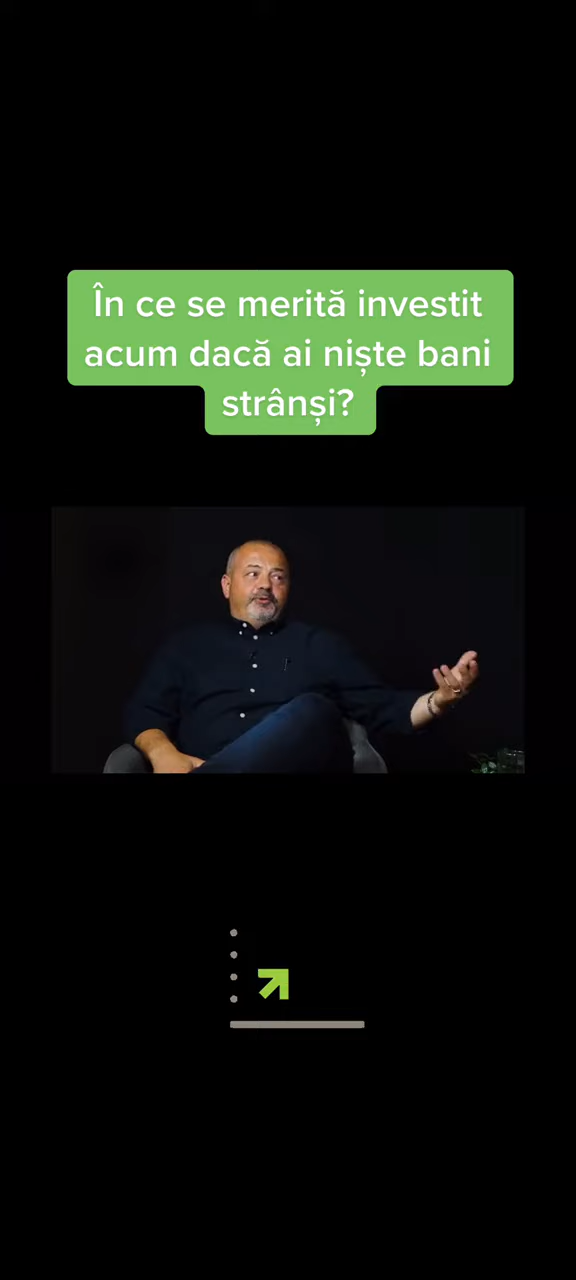 În ce se merită investit
acum dacă ai niște bani
strânși?